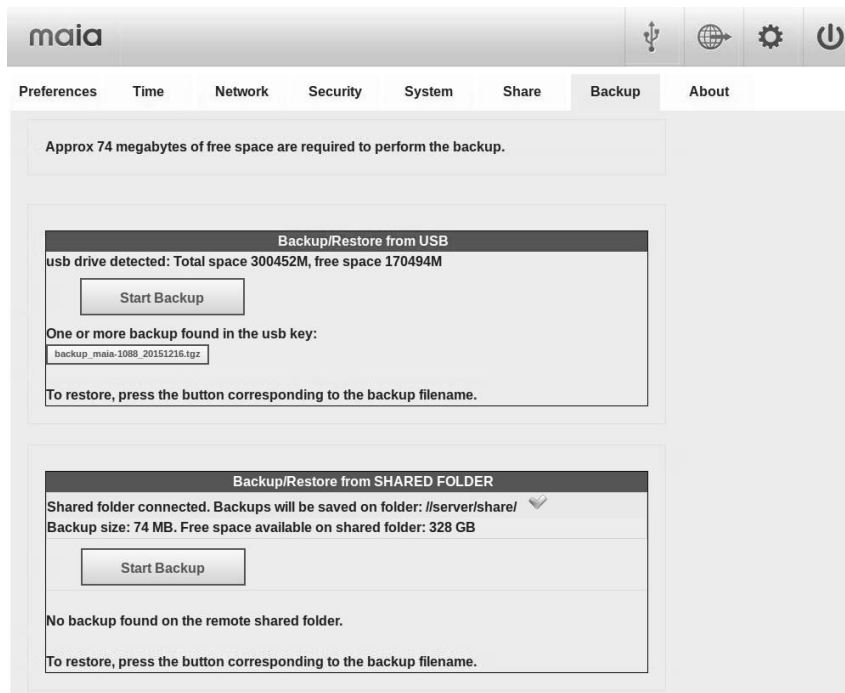 maia
Preferences Time Network Security System Share Backup About
Approx 74 megabytes of free space are required to perform the backup.
Backup/Restore from USB
usb drive detected: Total space 300452M, free space 170494M
Start Backup
One or more backup found in the usb key:
backup_maia-1088_20151216.tgz
To restore, press the button corresponding to the backup filename.
Backup/Restore from SHARED FOLDER
Shared folder connected. Backups will be saved on folder: //server/share/
Backup size: 74 MB. Free space available on shared folder: 328 GB
Start Backup
No backup found on the remote shared folder.
To restore, press the button corresponding to the backup filename.